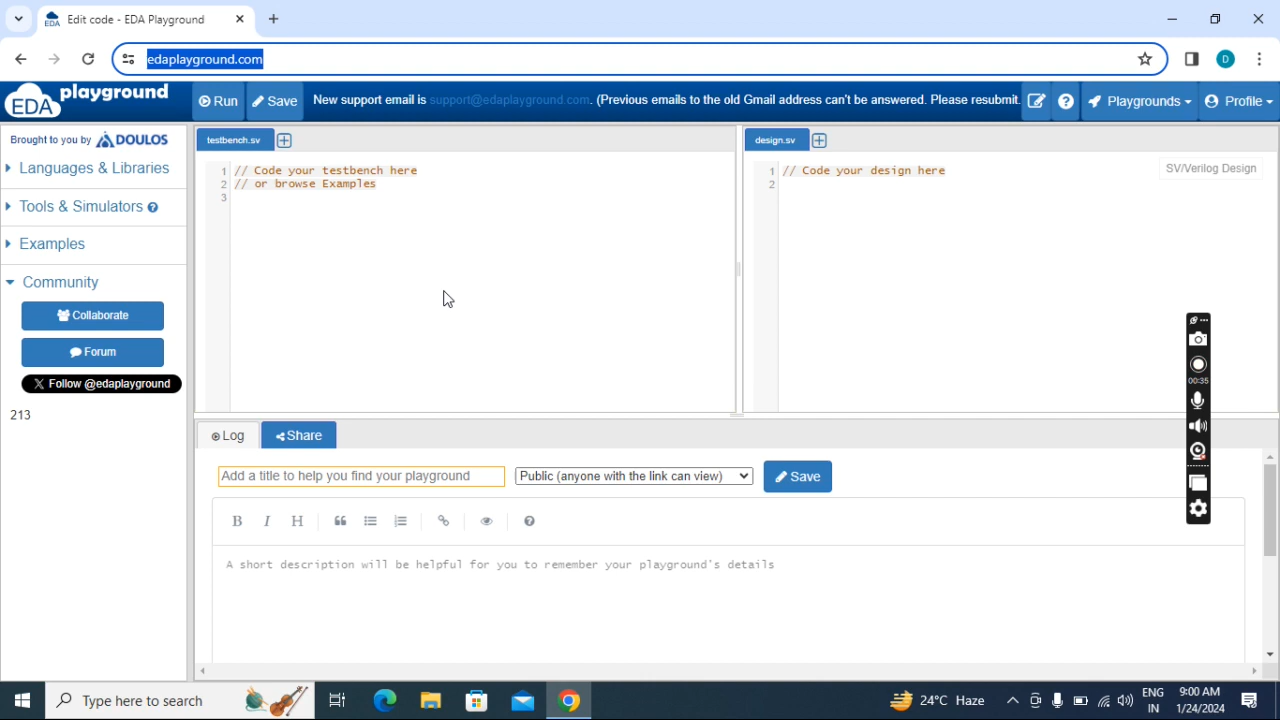 Edit code - EDA Playground
edaplayground.com
D
EDA playground
Run
Save
New support email is support@edaplayground.com. (Previous emails to the old Gmail address can't be answered. Please resubmit.
Playgrounds
Profile
Brought to you by DOULOS
Languages & Libraries
Tools & Simulators
Examples
Community
Collaborate
Forum
X Follow @edaplayground
213
testbench.sv
1 // Code your testbench here
2 // or browse Examples
3
design.sv
SV/Verilog Design
1 // Code your design here
2
00:35
Log
Share
Add a title to help you find your playground
Public (anyone with the link can view)
Save
B I H
A short description will be helpful for you to remember your playground's details
Type here to search
24°C Haze
ENG
IN
9:00 AM
1/24/2024